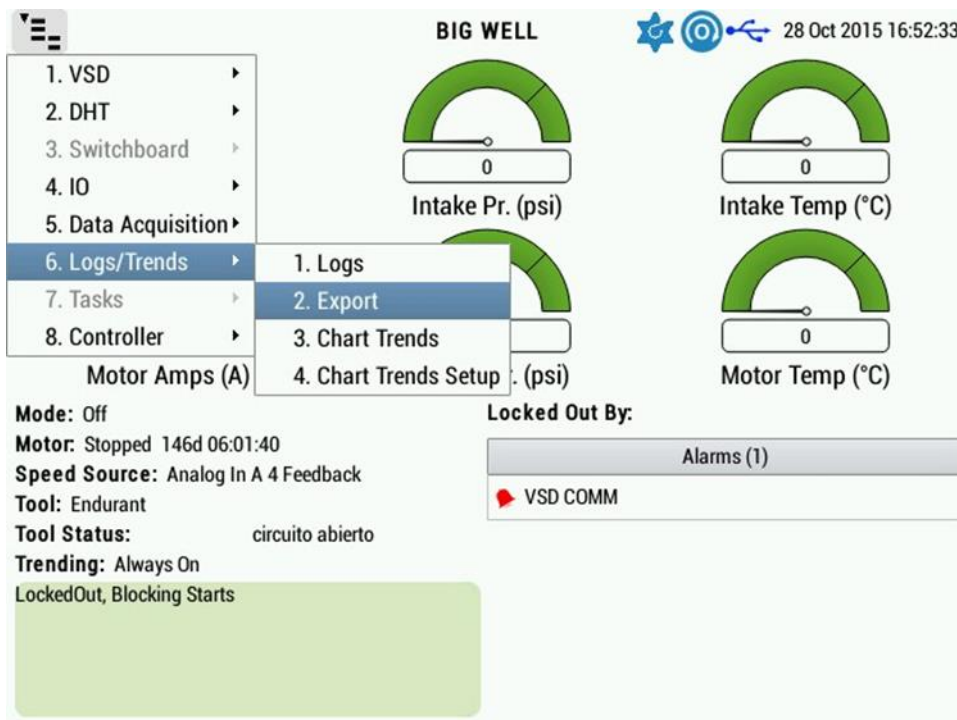 BIG WELL
28 Oct 2015 16:52:33
1. VSD
2. DHT
3. Switchboard
4. IO
5. Data Acquisition
6. Logs/Trends
7. Tasks
8. Controller
1. Logs
2. Export
3. Chart Trends
4. Chart Trends Setup
0
Intake Pr. (psi)
0
Intake Temp (°C)
Motor Amps (A)
. (psi)
0
Motor Temp (°C)
Mode: Off
Motor: Stopped 146d 06:01:40
Speed Source: Analog In A 4 Feedback
Tool: Endurant
Tool Status: circuito abierto
Trending: Always On
LockedOut, Blocking Starts
Locked Out By:
Alarms (1)
VSD COMM